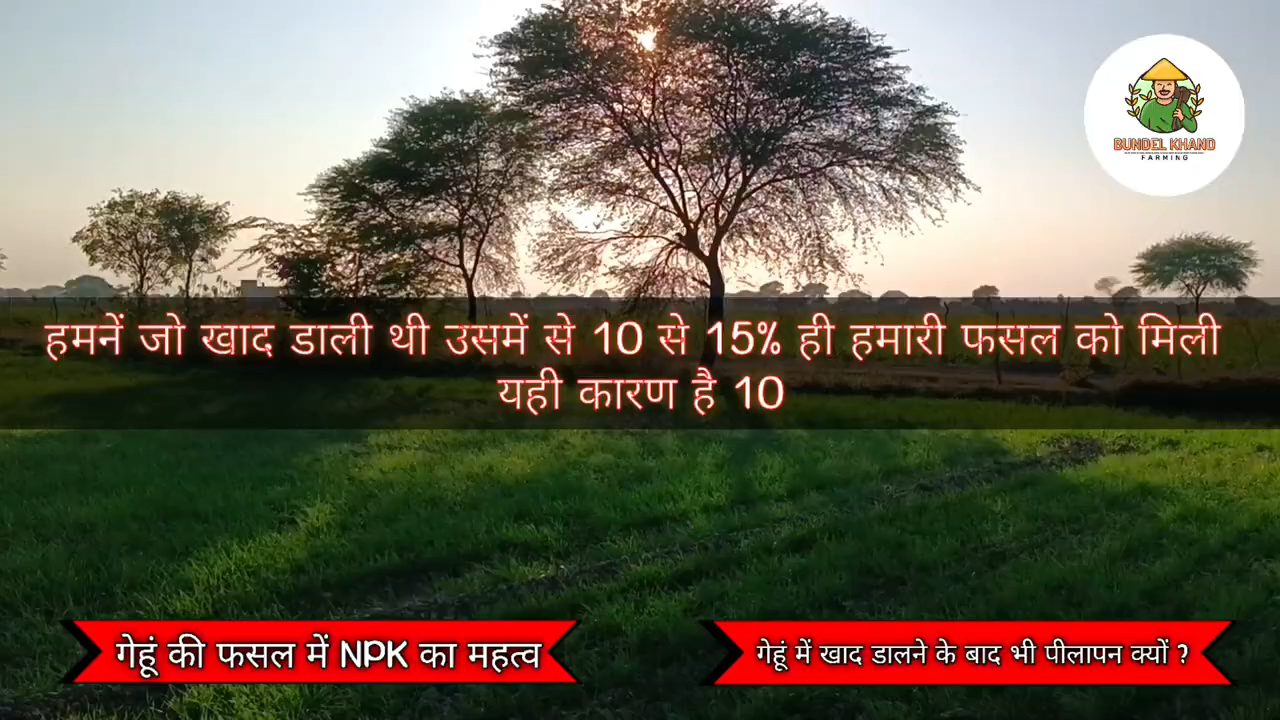 BUNDEL KHAND
FARMING
हमनें जो खाद डाली थी उसमें से 10 से 15% ही हमारी फसल को मिली
यही कारण है 10
गेहूं की फसल में NPK का महत्व
गेहूं में खाद डालने के बाद भी पीलापन क्यों ?